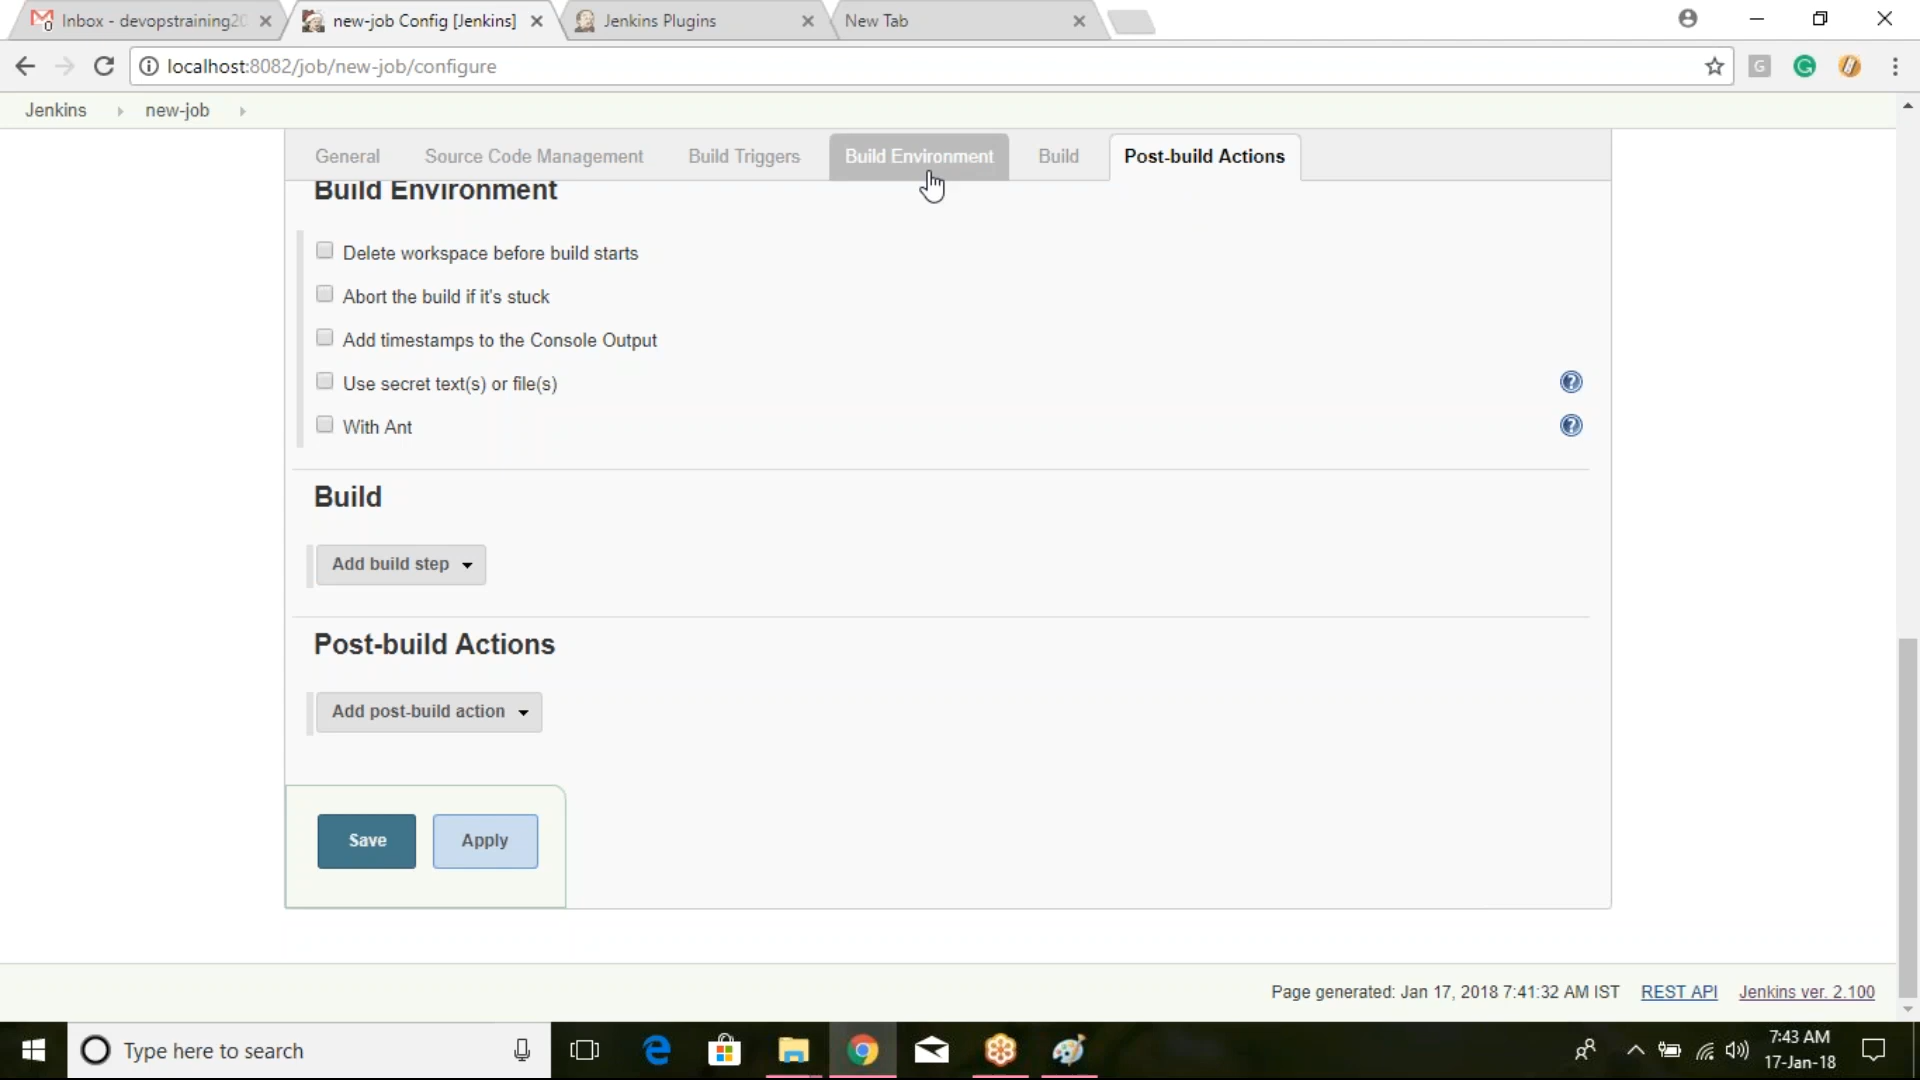 Inbox - devopstraining20
new-job Config [Jenkins]
Jenkins Plugins
New Tab
localhost:8082/job/new-job/configure
G
G
Jenkins
new-job
General
Source Code Management
Build Triggers
Build Environment
Build
Post-build Actions
Build Environment
Delete workspace before build starts
Abort the build if it's stuck
Add timestamps to the Console Output
Use secret text(s) or file(s)
?
With Ant
?
Build
Add build step
Post-build Actions
Add post-build action
Save
Apply
Page generated: Jan 17, 2018 7:41:32 AM IST
REST API
Jenkins ver. 2.100
Type here to search
7:43 AM
17-Jan-18